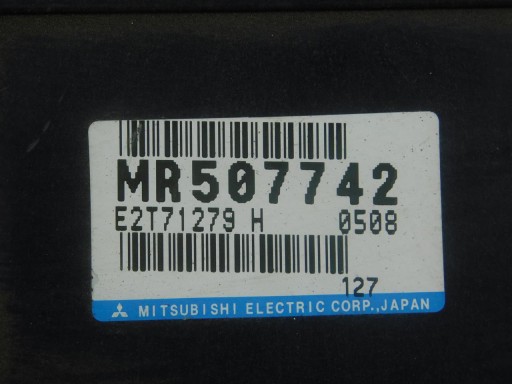 MR507742
E2T71279 H 0508
127
MITSUBISHI ELECTRIC CORP.,JAPAN